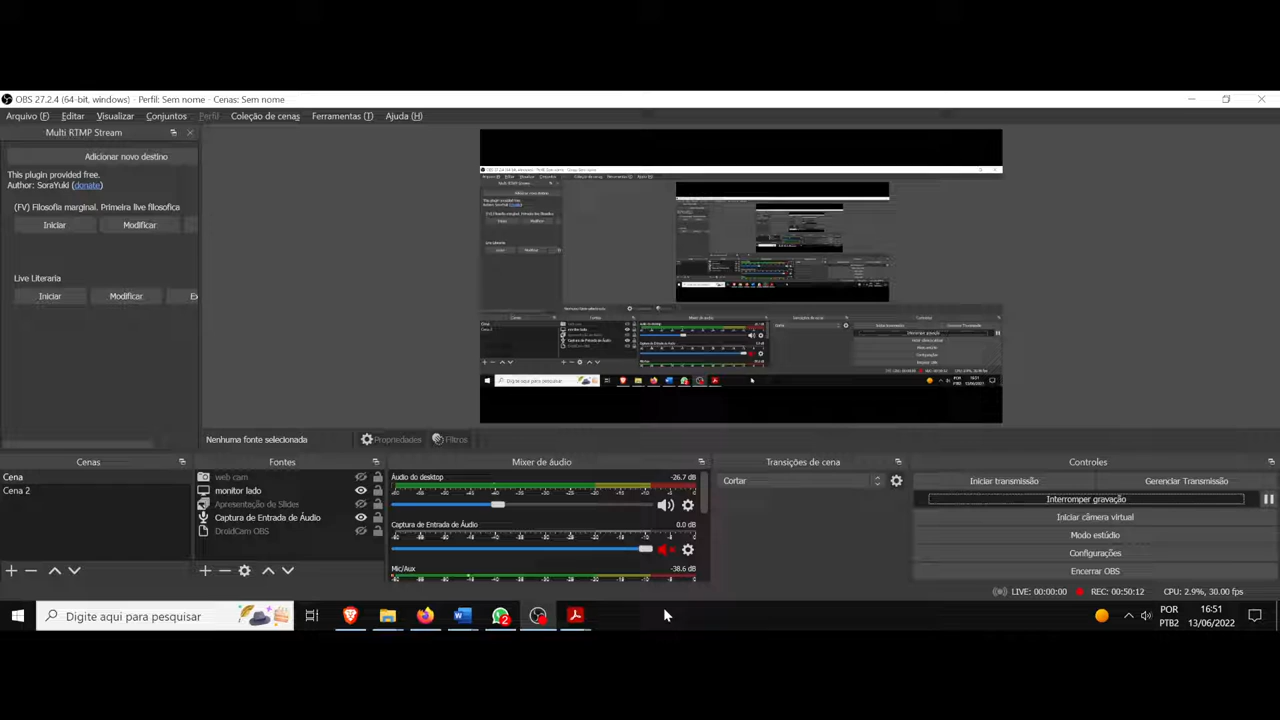 OBS 27.2.4 (64-bit, windows) - Perfil: Sem nome - Cenas: Sem nome
Arquivo (F) Editar Visualizar Conjuntos Perfil Coleção de cenas Ferramentas (T) Ajuda (H)
Multi RTMP Stream
Adicionar novo destino
This plugin provided free.
Author: SoraYuki (donate)
(FV) Filosofia marginal. Primeira live filosofica
Iniciar Modificar
Live Literaria
Iniciar Modificar Ex
Nenhuma fonte selecionada Propriedades Filtros
Cenas
Cena
Cena 2
Fontes
web cam
monitor lado
Apresentação de Slides
Captura de Entrada de Áudio
DroidCam OBS
Mixer de áudio
Áudio do desktop -26.7 dB
Captura de Entrada de Áudio 0.0 dB
Mic/Aux -38.6 dB
Transições de cena
Cortar
Controles
Iniciar transmissão Gerenciar Transmissão
Interromper gravação
Iniciar câmera virtual
Modo estúdio
Configurações
Encerrar OBS
LIVE: 00:00:00 REC: 00:50:12 CPU: 2.9%, 30.00 fps
Digite aqui para pesquisar
2
POR
PTB2
16:51
13/06/2022